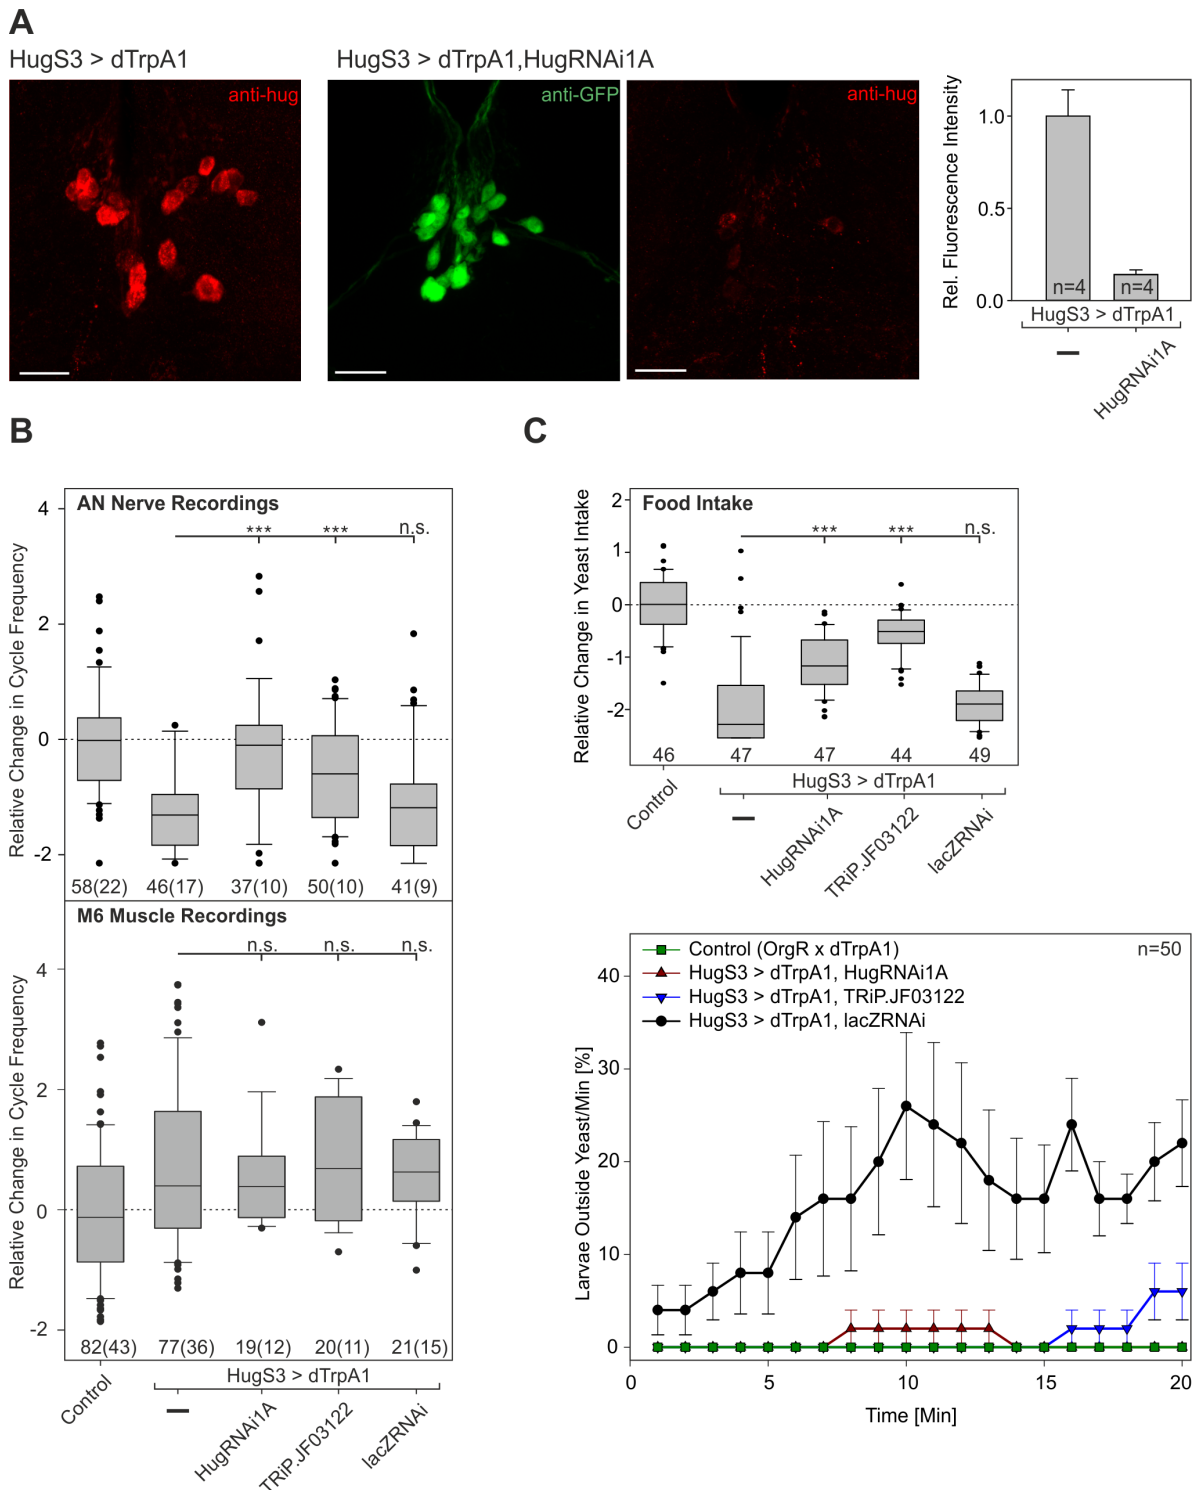 A
HugS3 > dTrpA1
HugS3 > dTrpA1,HugRNAi1A
anti-hug
anti-GFP
anti-hug
Rel. Fluorescence Intensity
1.0
0.5
0.0
n=4
n=4
HugS3 > dTrpA1
–
HugRNAi1A
B
AN Nerve Recordings
Relative Change in Cycle Frequency
4
2
0
-2
*** *** n.s.
58(22) 46(17) 37(10) 50(10) 41(9)
M6 Muscle Recordings
Relative Change in Cycle Frequency
4
2
0
-2
n.s. n.s. n.s.
82(43) 77(36) 19(12) 20(11) 21(15)
HugS3 > dTrpA1
Control
–
HugRNAi1A
TRiP.JF03122
lacZRNAi
C
Food Intake
Relative Change in Yeast Intake
2
1
0
-1
-2
*** *** n.s.
46 47 47 44 49
HugS3 > dTrpA1
Control
–
HugRNAi1A
TRiP.JF03122
lacZRNAi
Control (OrgR x dTrpA1)
HugS3 > dTrpA1, HugRNAi1A
HugS3 > dTrpA1, TRiP.JF03122
HugS3 > dTrpA1, lacZRNAi
n=50
Larvae Outside Yeast/Min [%]
40
30
20
10
0
0 5 10 15 20
Time [Min]